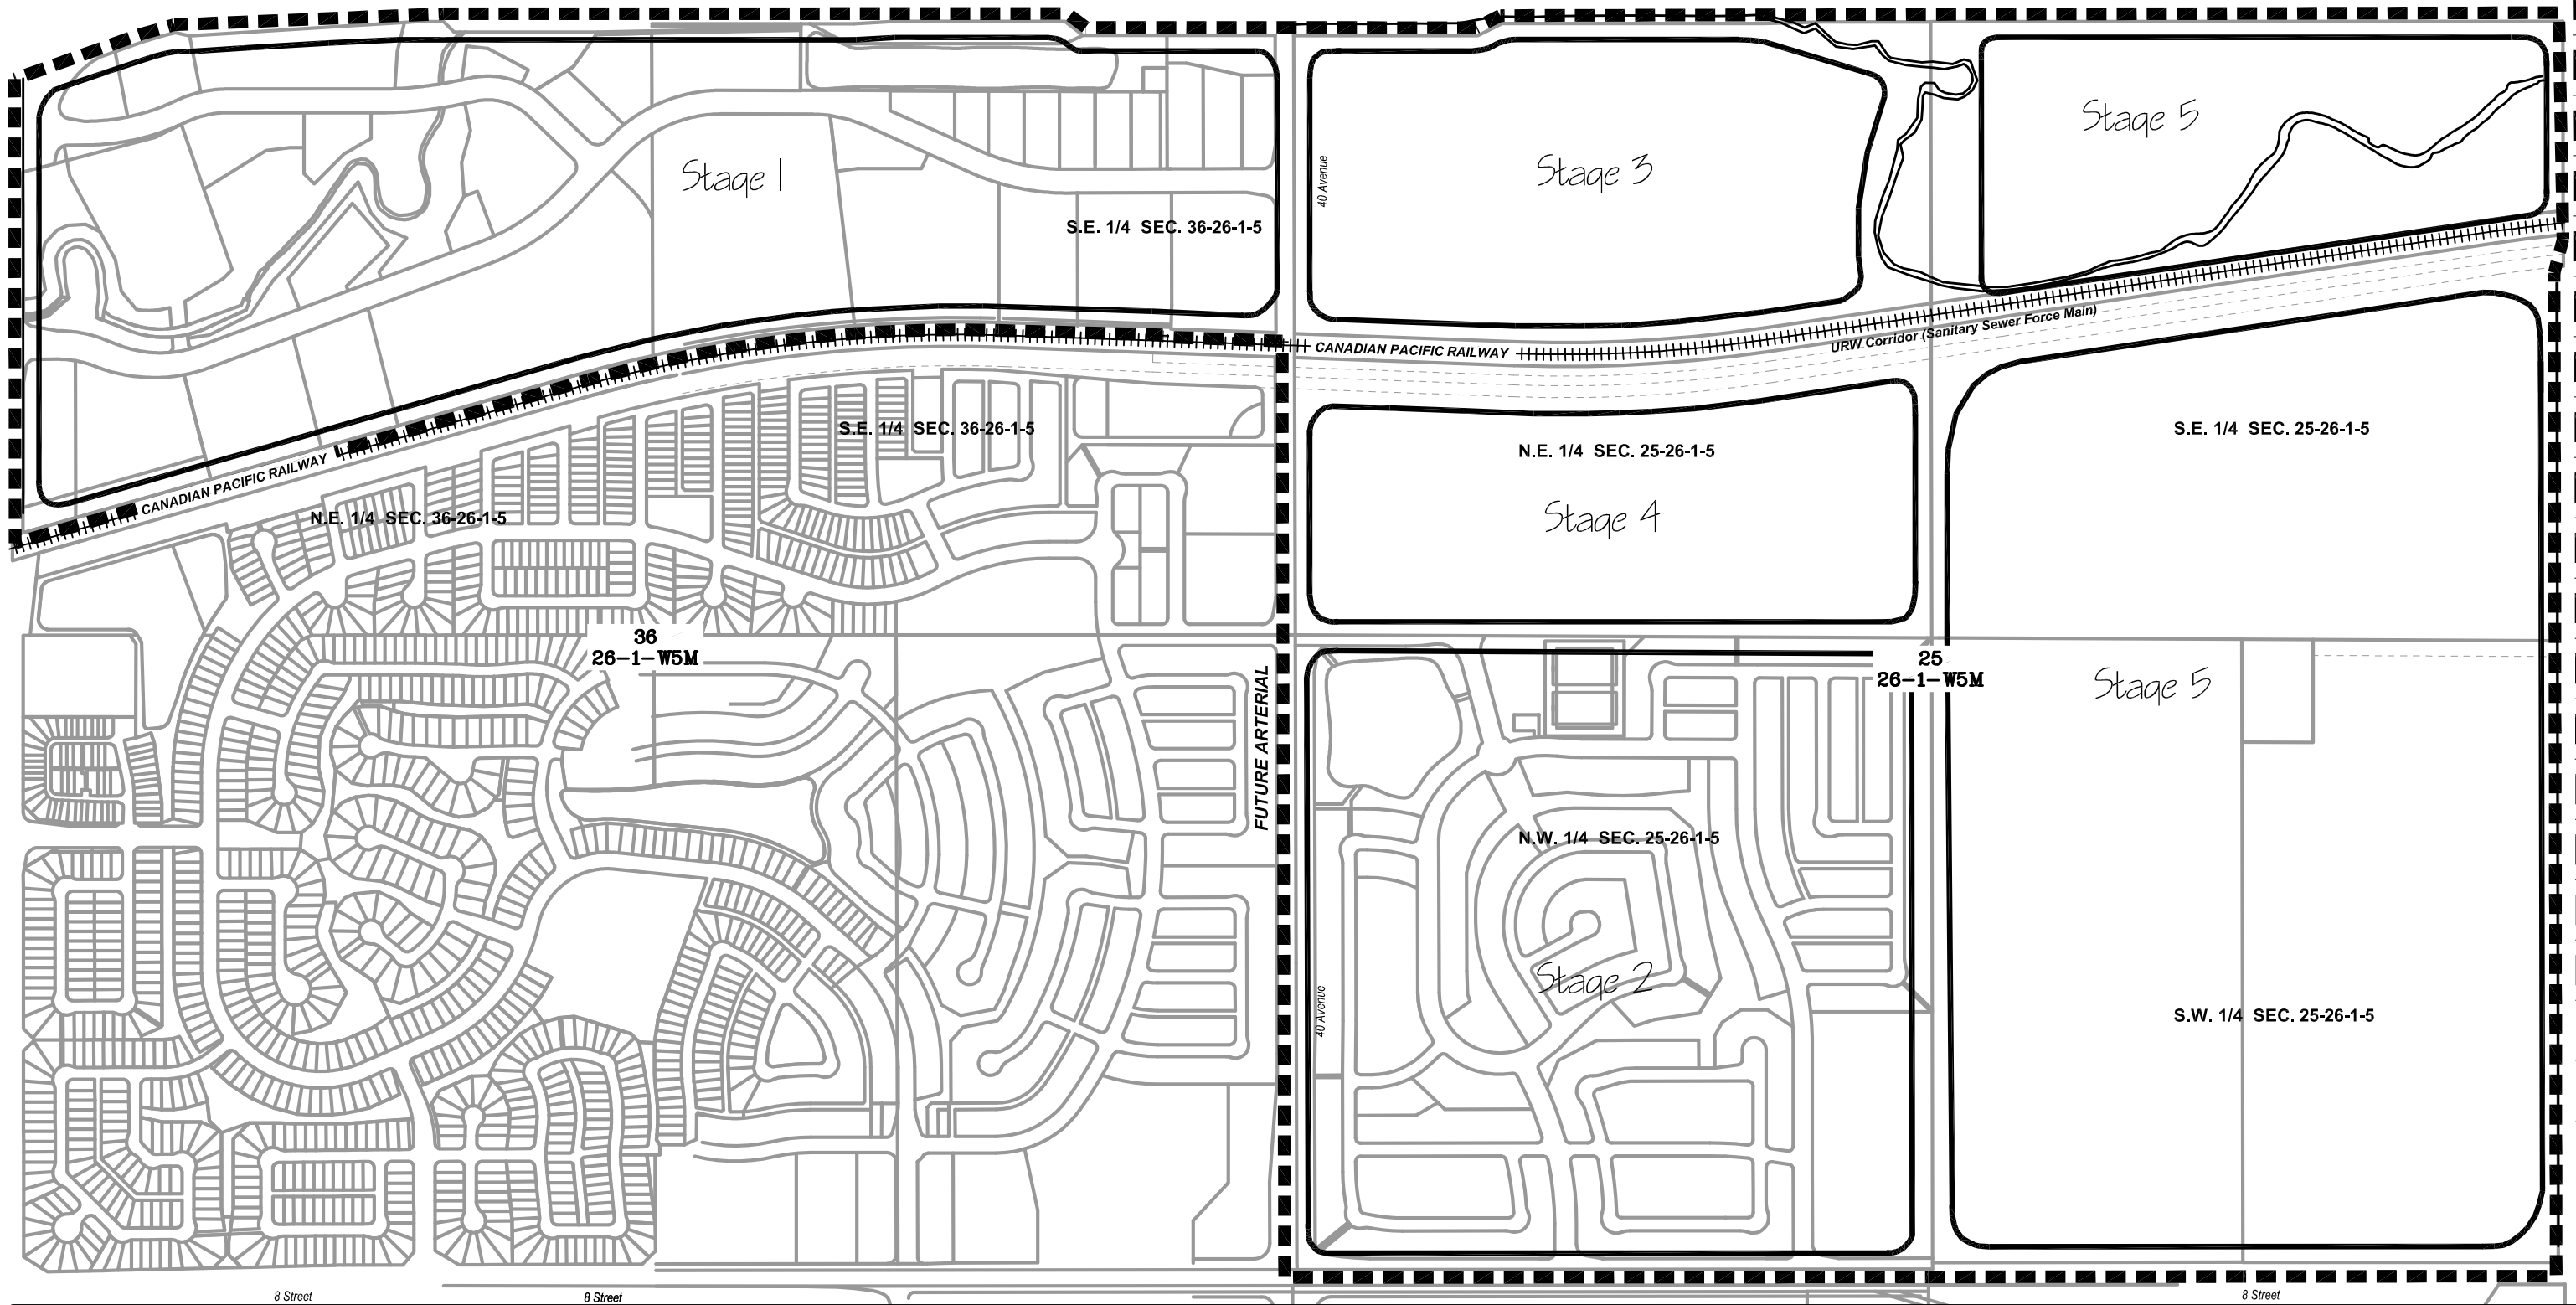 Stage 1
S.E. 1/4 SEC. 36-26-1-5
40 Avenue
Stage 3
Stage 5
CANADIAN PACIFIC RAILWAY
URW Corridor (Sanitary Sewer Force Main)
CANADIAN PACIFIC RAILWAY
S.E. 1/4 SEC. 36-26-1-5
N.E. 1/4 SEC. 36-26-1-5
N.E. 1/4 SEC. 25-26-1-5
Stage 4
S.E. 1/4 SEC. 25-26-1-5
36
26-1-W5M
25
26-1-W5M
Stage 5
FUTURE ARTERIAL
N.W. 1/4 SEC. 25-26-1-5
Stage 2
40 Avenue
S.W. 1/4 SEC. 25-26-1-5
8 Street
8 Street
8 Street